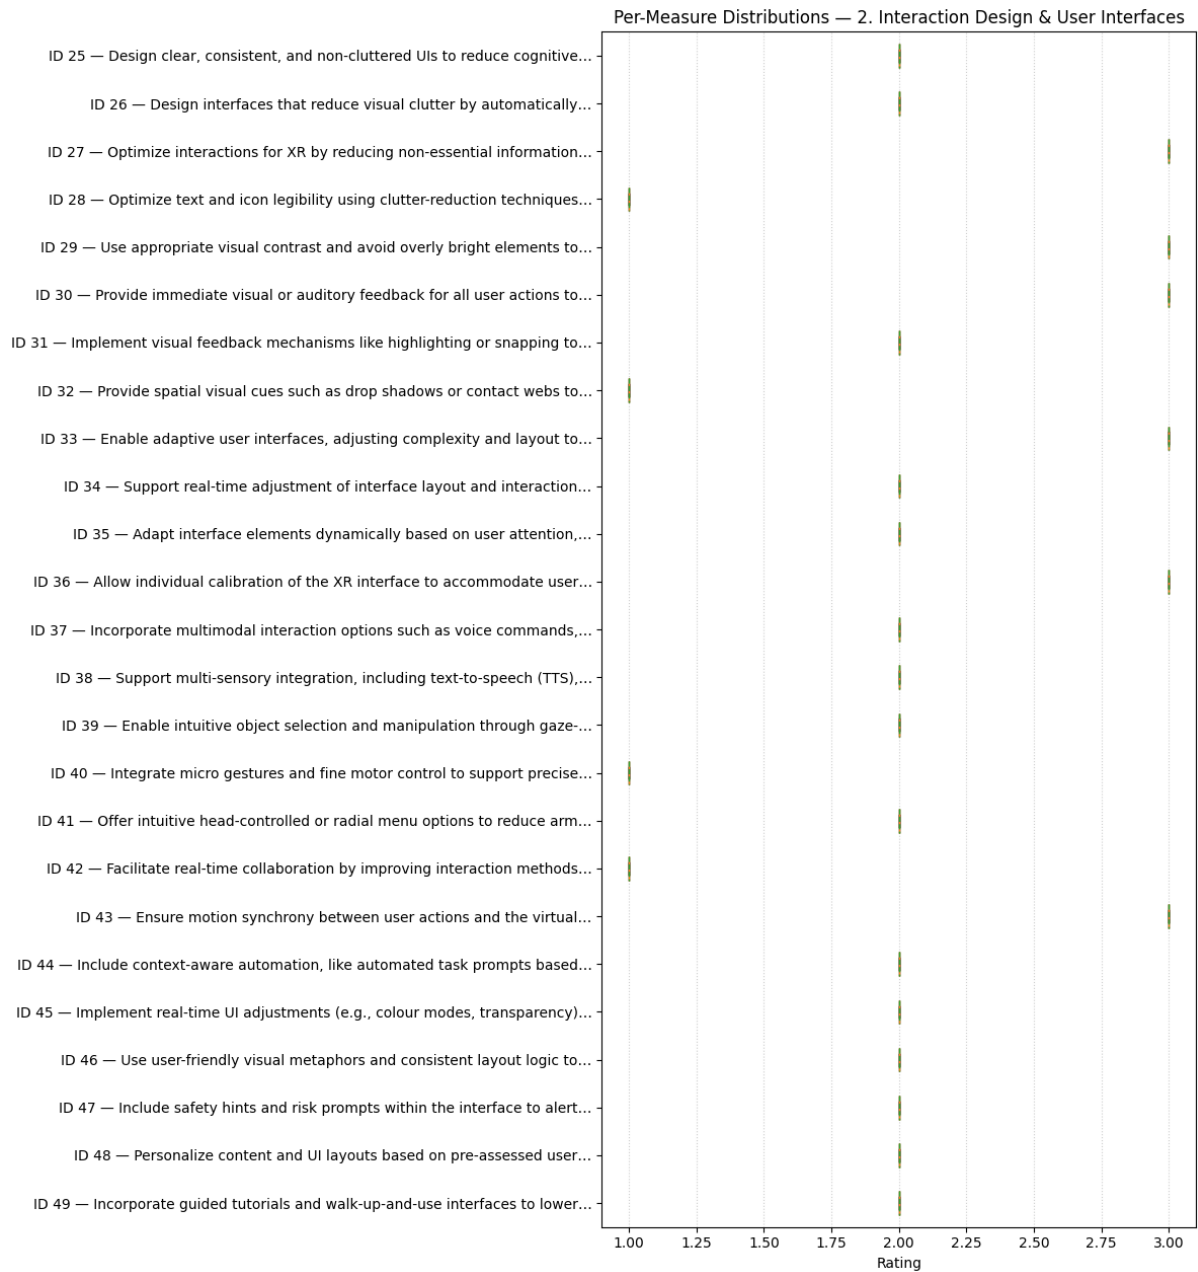 Per-Measure Distributions — 2. Interaction Design & User Interfaces
ID 25 — Design clear, consistent, and non-cluttered UIs to reduce cognitive...
ID 26 — Design interfaces that reduce visual clutter by automatically...
ID 27 — Optimize interactions for XR by reducing non-essential information...
ID 28 — Optimize text and icon legibility using clutter-reduction techniques...
ID 29 — Use appropriate visual contrast and avoid overly bright elements to...
ID 30 — Provide immediate visual or auditory feedback for all user actions to...
ID 31 — Implement visual feedback mechanisms like highlighting or snapping to...
ID 32 — Provide spatial visual cues such as drop shadows or contact webs to...
ID 33 — Enable adaptive user interfaces, adjusting complexity and layout to...
ID 34 — Support real-time adjustment of interface layout and interaction...
ID 35 — Adapt interface elements dynamically based on user attention,...
ID 36 — Allow individual calibration of the XR interface to accommodate user...
ID 37 — Incorporate multimodal interaction options such as voice commands,...
ID 38 — Support multi-sensory integration, including text-to-speech (TTS),...
ID 39 — Enable intuitive object selection and manipulation through gaze-...
ID 40 — Integrate micro gestures and fine motor control to support precise...
ID 41 — Offer intuitive head-controlled or radial menu options to reduce arm...
ID 42 — Facilitate real-time collaboration by improving interaction methods...
ID 43 — Ensure motion synchrony between user actions and the virtual...
ID 44 — Include context-aware automation, like automated task prompts based...
ID 45 — Implement real-time UI adjustments (e.g., colour modes, transparency)...
ID 46 — Use user-friendly visual metaphors and consistent layout logic to...
ID 47 — Include safety hints and risk prompts within the interface to alert...
ID 48 — Personalize content and UI layouts based on pre-assessed user...
ID 49 — Incorporate guided tutorials and walk-up-and-use interfaces to lower...
1.00 1.25 1.50 1.75 2.00 2.25 2.50 2.75 3.00
Rating